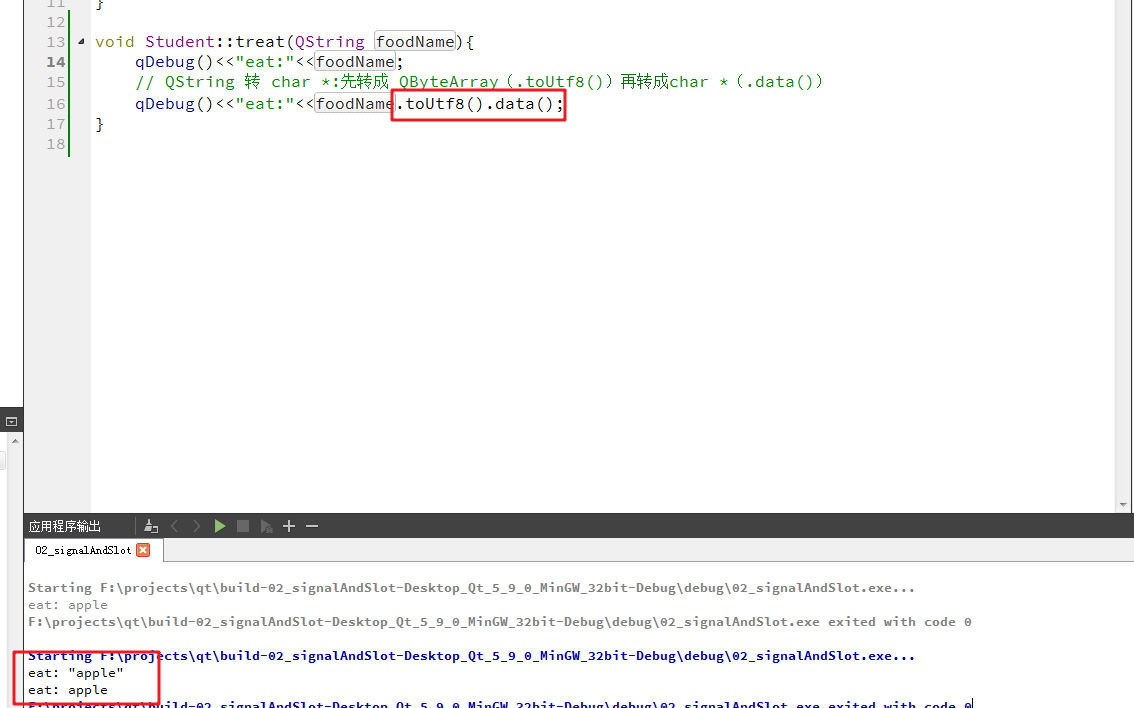 11 }
12
13 void Student::treat(QString foodName){
14 qDebug()<<"eat:"<<foodName;
15 // QString 转 char *:先转成 QByteArray（.toUtf8()）再转成char *（.data()）
16 qDebug()<<"eat:"<<foodName.toUtf8().data();
17 }
18
应用程序输出
02_signalAndSlot
Starting F:\projects\qt\build-02_signalAndSlot-Desktop_Qt_5_9_0_MinGW_32bit-Debug\debug\02_signalAndSlot.exe...
eat: apple
F:\projects\qt\build-02_signalAndSlot-Desktop_Qt_5_9_0_MinGW_32bit-Debug\debug\02_signalAndSlot.exe exited with code 0
Starting F:\projects\qt\build-02_signalAndSlot-Desktop_Qt_5_9_0_MinGW_32bit-Debug\debug\02_signalAndSlot.exe...
eat: "apple"
eat: apple
F:\projects\qt\build-02_signalAndSlot-Desktop_Qt_5_9_0_MinGW_32bit-Debug\debug\02_signalAndSlot.exe exited with code 0